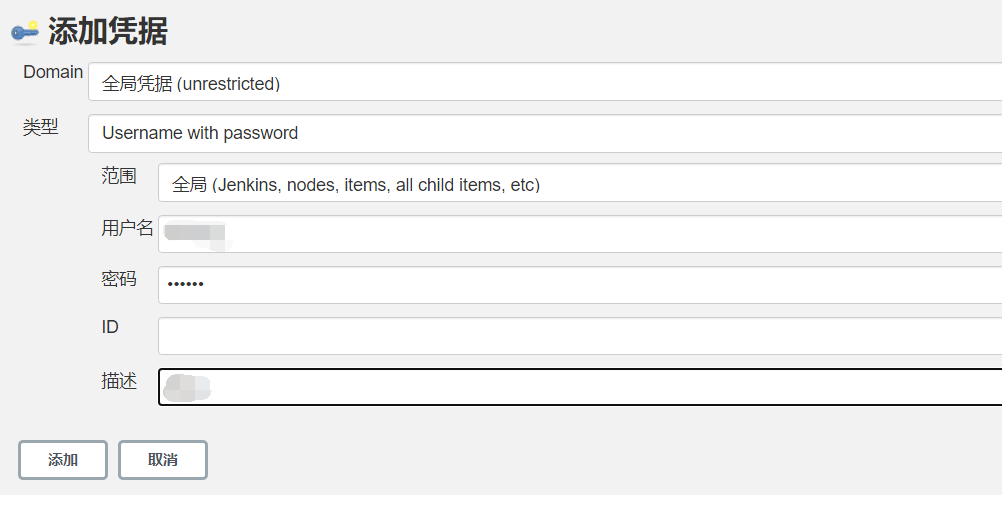 添加凭据
Domain 全局凭据 (unrestricted)
类型 Username with password
范围 全局 (Jenkins, nodes, items, all child items, etc)
用户名
密码 ••••••
ID
描述
添加 取消